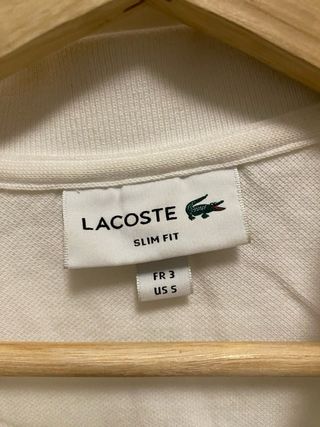 LACOSTE
SLIM FIT
FR 3
US S